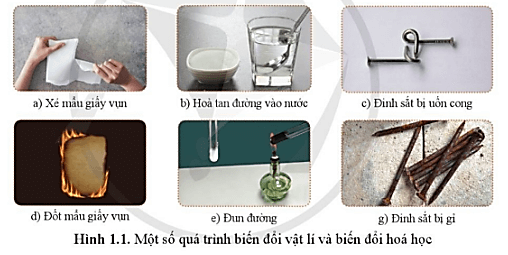 a) Xé mẩu giấy vụn
b) Hoà tan đường vào nước
c) Đinh sắt bị uốn cong
d) Đốt mẩu giấy vụn
e) Đun đường
g) Đinh sắt bị gỉ
Hình 1.1. Một số quá trình biến đổi vật lí và biến đổi hoá học